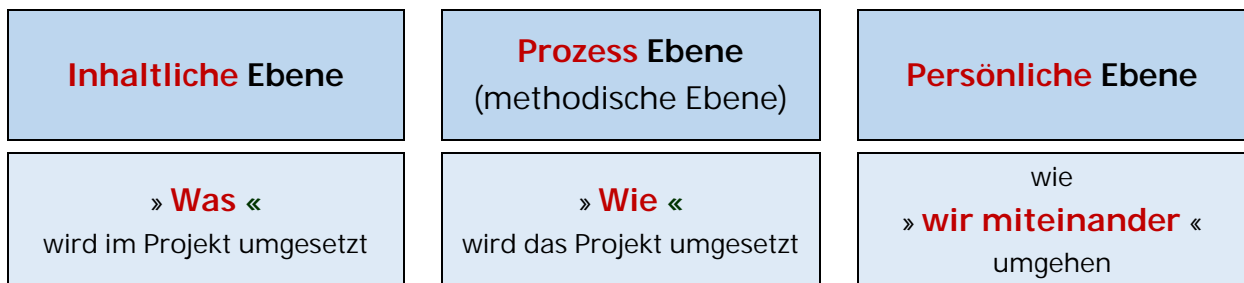 Inhaltliche Ebene
Prozess Ebene
(methodische Ebene)
Persönliche Ebene
» Was «
wird im Projekt umgesetzt
» Wie «
wird das Projekt umgesetzt
wie
» wir miteinander «
umgehen